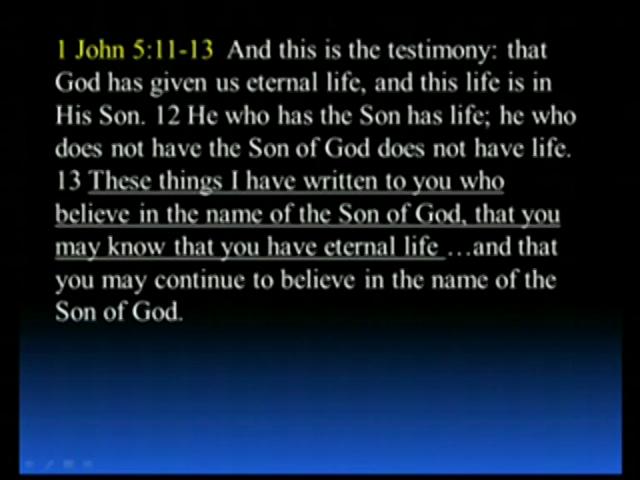 1 John 5:11-13 And this is the testimony: that
God has given us eternal life, and this life is in
His Son. 12 He who has the Son has life; he who
does not have the Son of God does not have life.
13 These things I have written to you who
believe in the name of the Son of God, that you
may know that you have eternal life …and that
you may continue to believe in the name of the
Son of God.